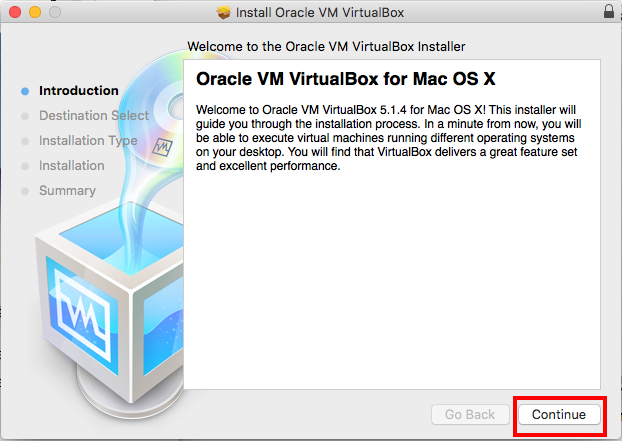 Install Oracle VM VirtualBox
Welcome to the Oracle VM VirtualBox Installer
Introduction
Destination Select
Installation Type
Installation
Summary
Oracle VM VirtualBox for Mac OS X
Welcome to Oracle VM VirtualBox 5.1.4 for Mac OS X! This installer will
guide you through the installation process. In a minute from now, you will
be able to execute virtual machines running different operating systems
on your desktop. You will find that VirtualBox delivers a great feature set
and excellent performance.
Go Back
Continue